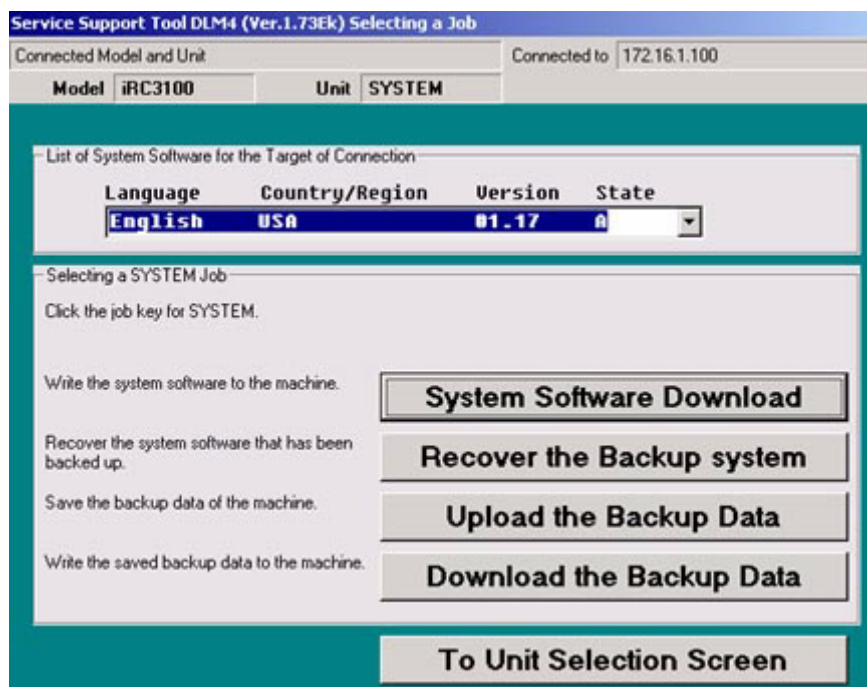 Service Support Tool DLM4 (Ver.1.73Ek) Selecting a Job
Connected Model and Unit
Connected to 172.16.1.100
Model iRC3100 Unit SYSTEM
List of System Software for the Target of Connection
Language Country/Region Version State
English USA 01.17 A
Selecting a SYSTEM Job
Click the job key for SYSTEM.
Write the system software to the machine.
System Software Download
Recover the system software that has been
backed up.
Recover the Backup system
Save the backup data of the machine.
Upload the Backup Data
Write the saved backup data to the machine.
Download the Backup Data
To Unit Selection Screen